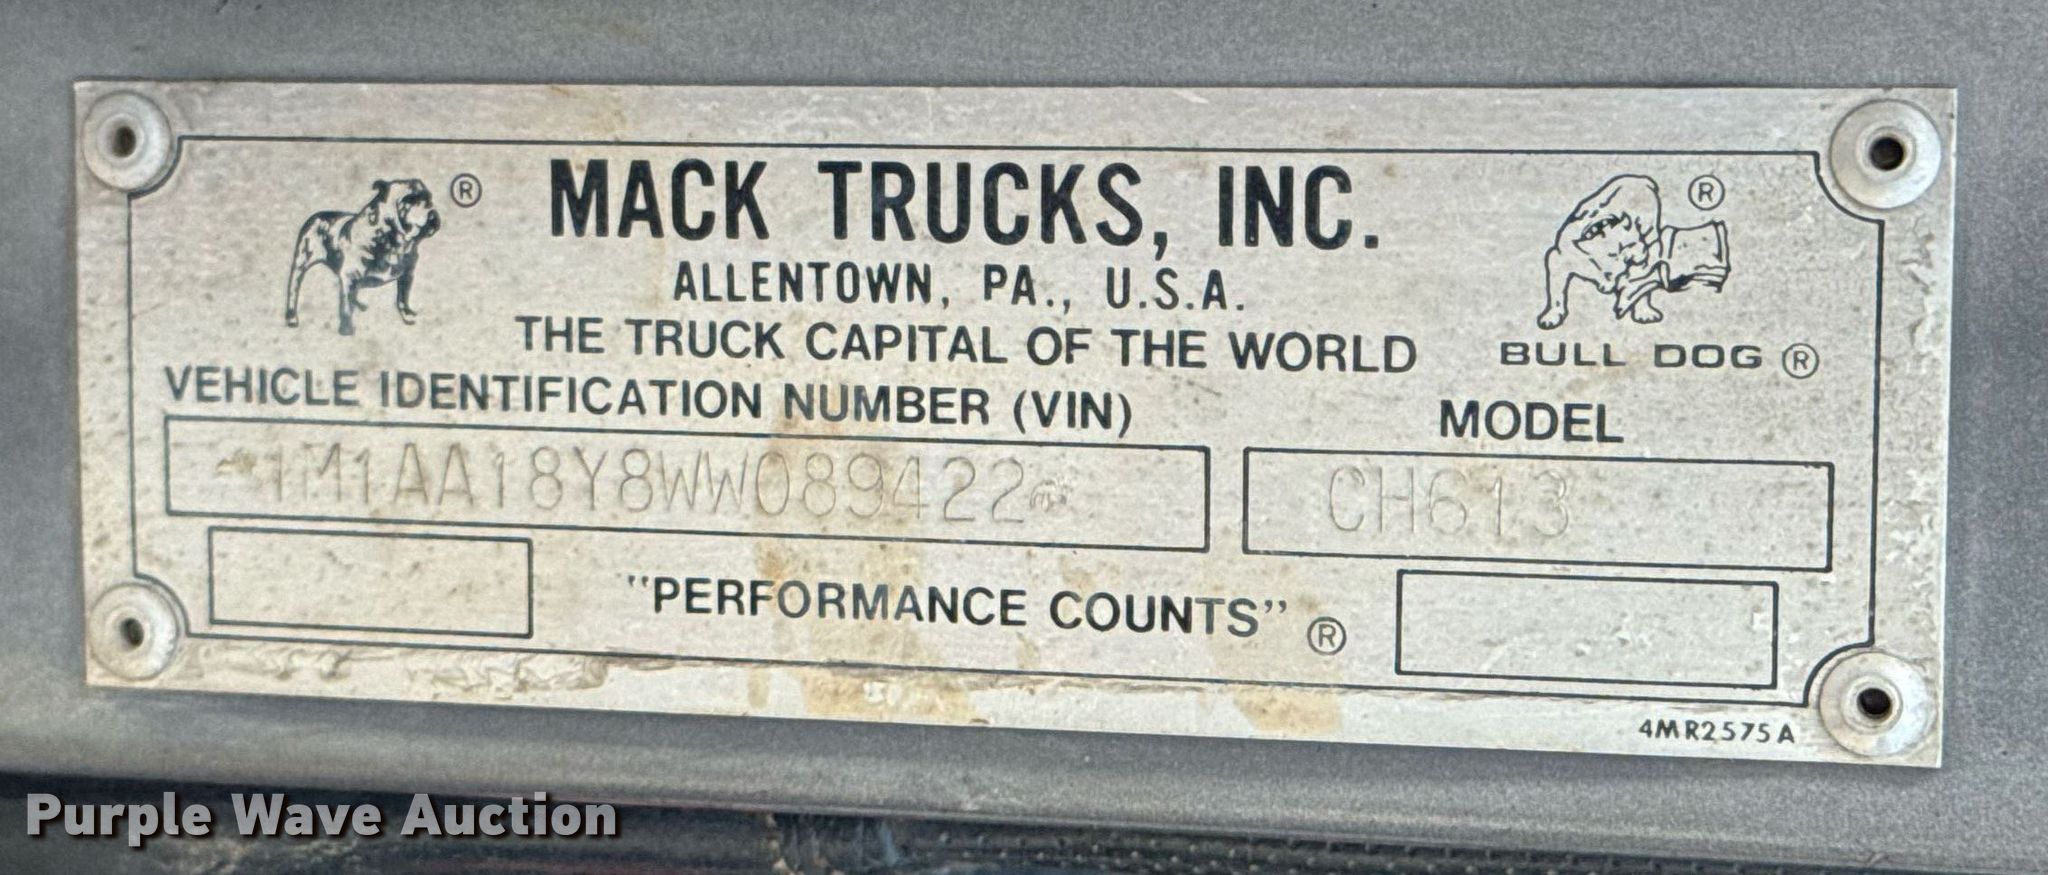 ® MACK TRUCKS, INC. ®
ALLENTOWN, PA., U.S.A.
THE TRUCK CAPITAL OF THE WORLD
BULL DOG ®
VEHICLE IDENTIFICATION NUMBER (VIN)
MODEL
1M1AA18Y8WW089422
CH613
"PERFORMANCE COUNTS" ®
4MR2575A
Purple Wave Auction